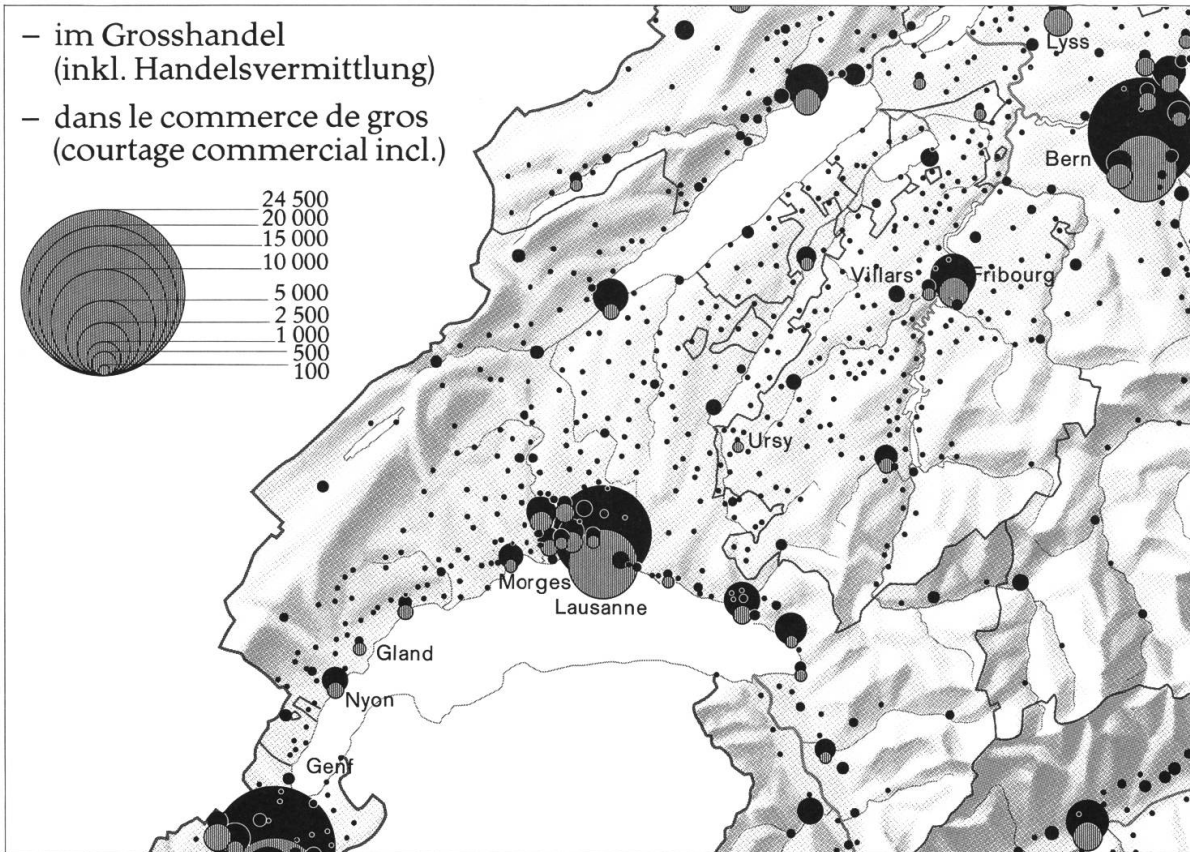 – im Grosshandel
(inkl. Handelsvermittlung)
– dans le commerce de gros
(courtage commercial incl.)
24 500
20 000
15 000
10 000
5 000
2 500
1 000
500
100
Lyss
Bern
Villars
Fribourg
Ursy
Morges
Lausanne
Gland
Nyon
Genf